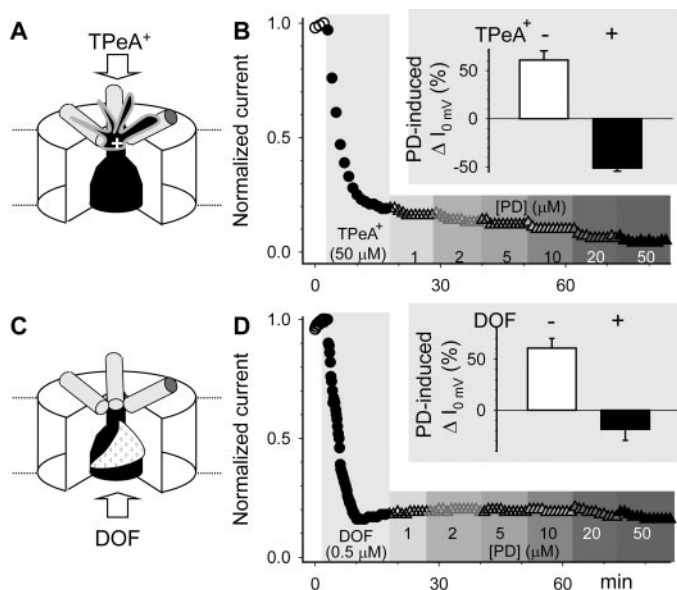 A
TPeA+
+
B
Normalized current
1.0
0.5
0.0
TPeA+
(50 μM)
[PD] (μM)
1 2 5 10 20 50
0 30 60
TPeA+ - +
PD-induced
Δ I0 mV (%)
50
0
-50
C
DOF
D
Normalized current
1.0
0.5
0.0
DOF
(0.5 μM)
1 2 5 10 20 50
[PD] (μM)
0 30 60 min
DOF - +
PD-induced
Δ I0 mV (%)
50
0